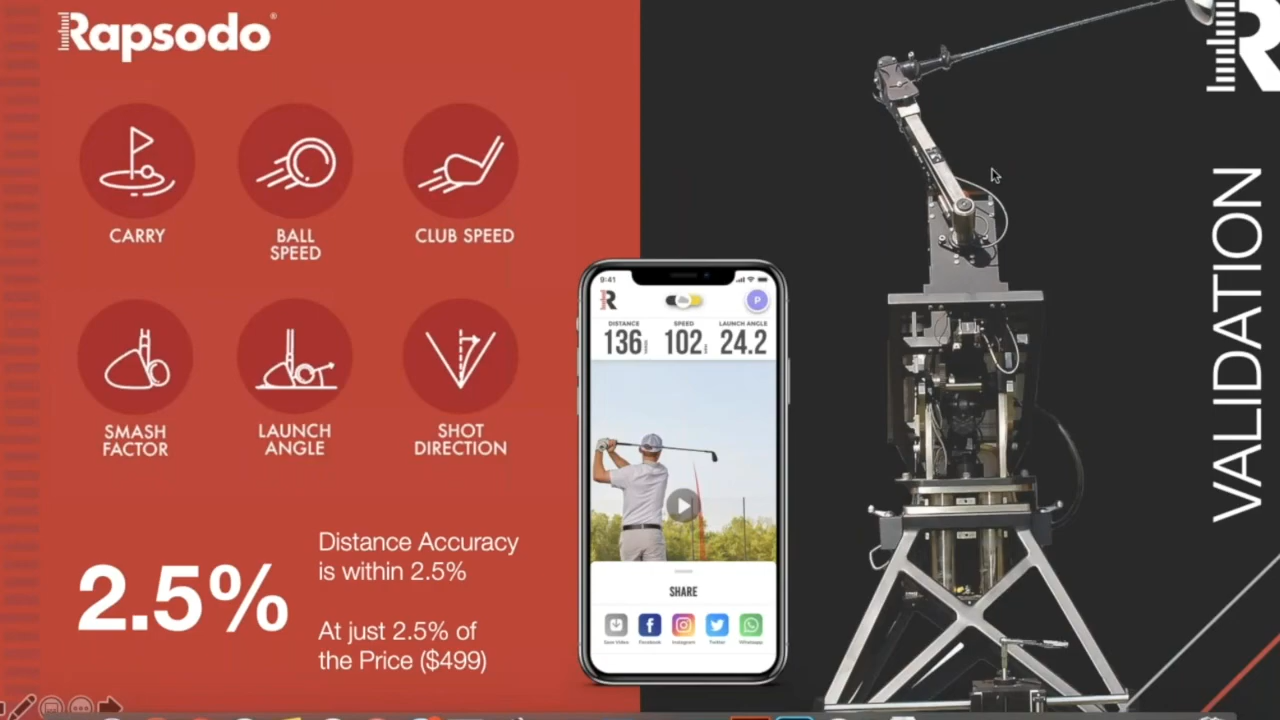 Rapsodo®
CARRY
BALL
SPEED
CLUB SPEED
SMASH
FACTOR
LAUNCH
ANGLE
SHOT
DIRECTION
2.5%
Distance Accuracy
is within 2.5%
At just 2.5% of
the Price ($499)
9:41
R
P
DISTANCE
SPEED
LAUNCH ANGLE
136
102
24.2
SHARE
Save Video
Facebook
Instagram
Twitter
Whatsapp
R
VALIDATION